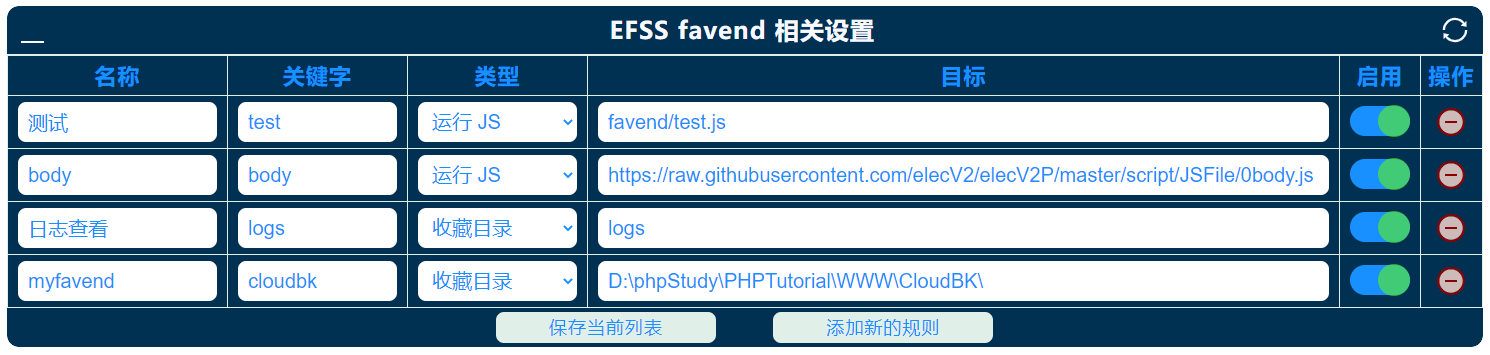 EFSS favend 相关设置
名称 关键字 类型 目标 启用 操作
测试 test 运行 JS favend/test.js
body body 运行 JS https://raw.githubusercontent.com/elecV2/elecV2P/master/script/JSFile/0body.js
日志查看 logs 收藏目录 logs
myfavend cloudbk 收藏目录 D:\phpStudy\PHPTutorial\WWW\CloudBK\
保存当前列表 添加新的规则